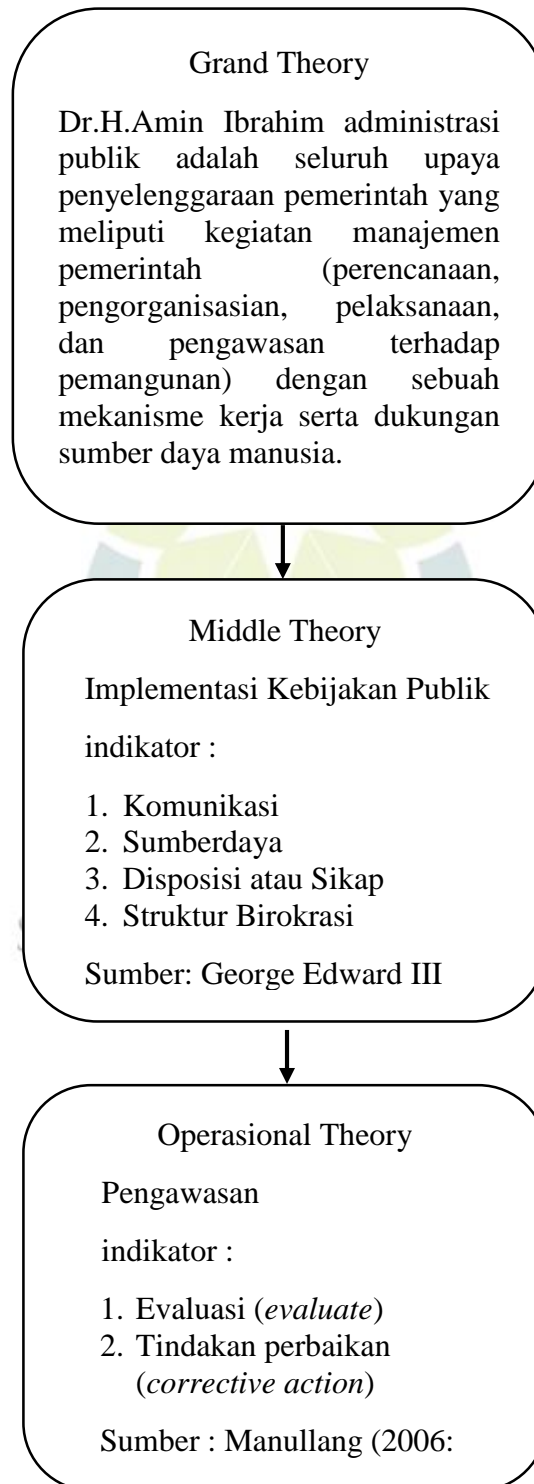 Grand Theory
Dr.H.Amin Ibrahim administrasi
publik adalah seluruh upaya
penyelenggaraan pemerintah yang
meliputi kegiatan manajemen
pemerintah (perencanaan,
pengorganisasian, pelaksanaan,
dan pengawasan terhadap
pemangunan) dengan sebuah
mekanisme kerja serta dukungan
sumber daya manusia.
Middle Theory
Implementasi Kebijakan Publik
indikator :
1. Komunikasi
2. Sumberdaya
3. Disposisi atau Sikap
4. Struktur Birokrasi
Sumber: George Edward III
Operasional Theory
Pengawasan
indikator :
1. Evaluasi (evaluate)
2. Tindakan perbaikan
(corrective action)
Sumber : Manullang (2006: